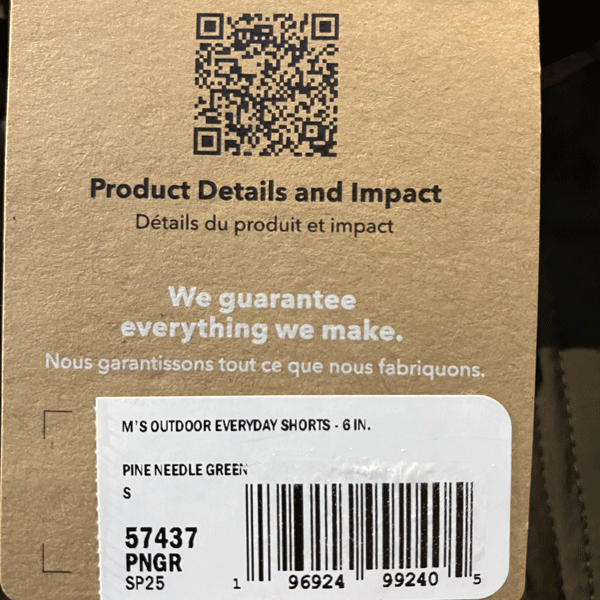 Product Details and Impact
Détails du produit et impact
We guarantee
everything we make.
Nous garantissons tout ce que nous fabriquons.
M'S OUTDOOR EVERYDAY SHORTS - 6 IN.
PINE NEEDLE GREEN
S
57437
PNGR
SP25
1 96924 99240 5